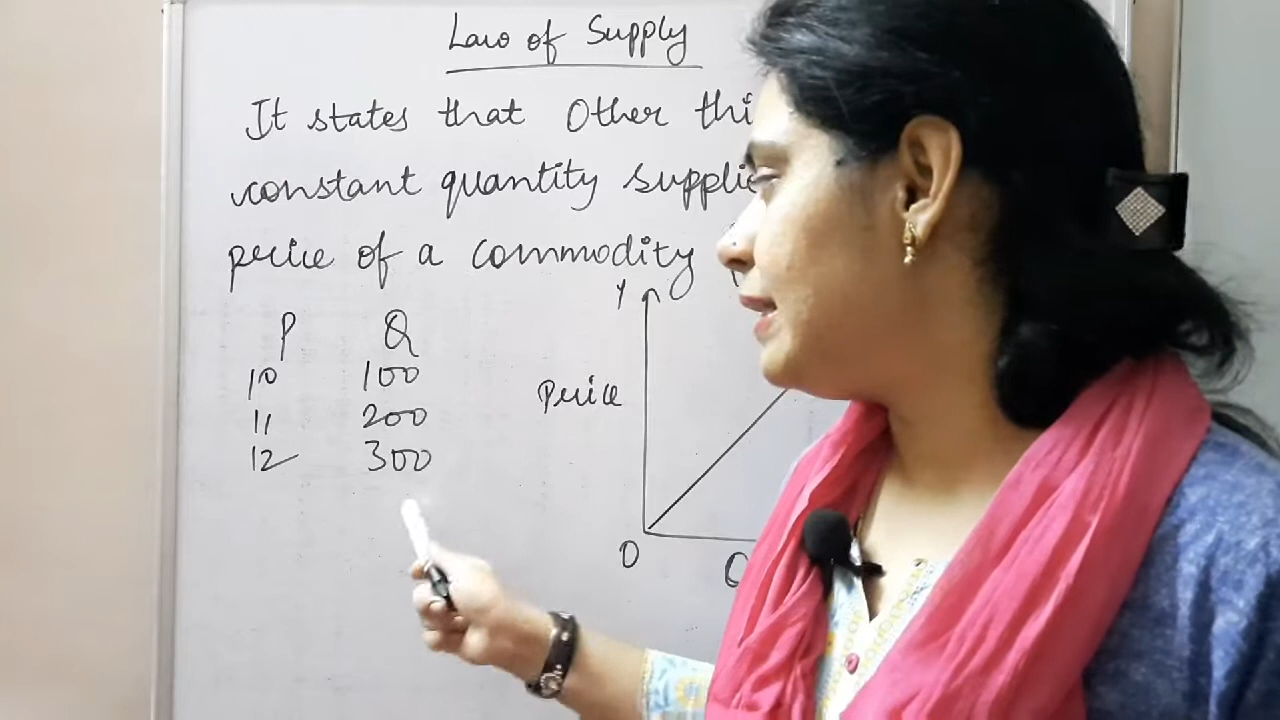 Law of Supply
It states that Other thi
constant quantity supplie
price of a commodity
P Q
10 100
11 200
12 300
Y
Price
O